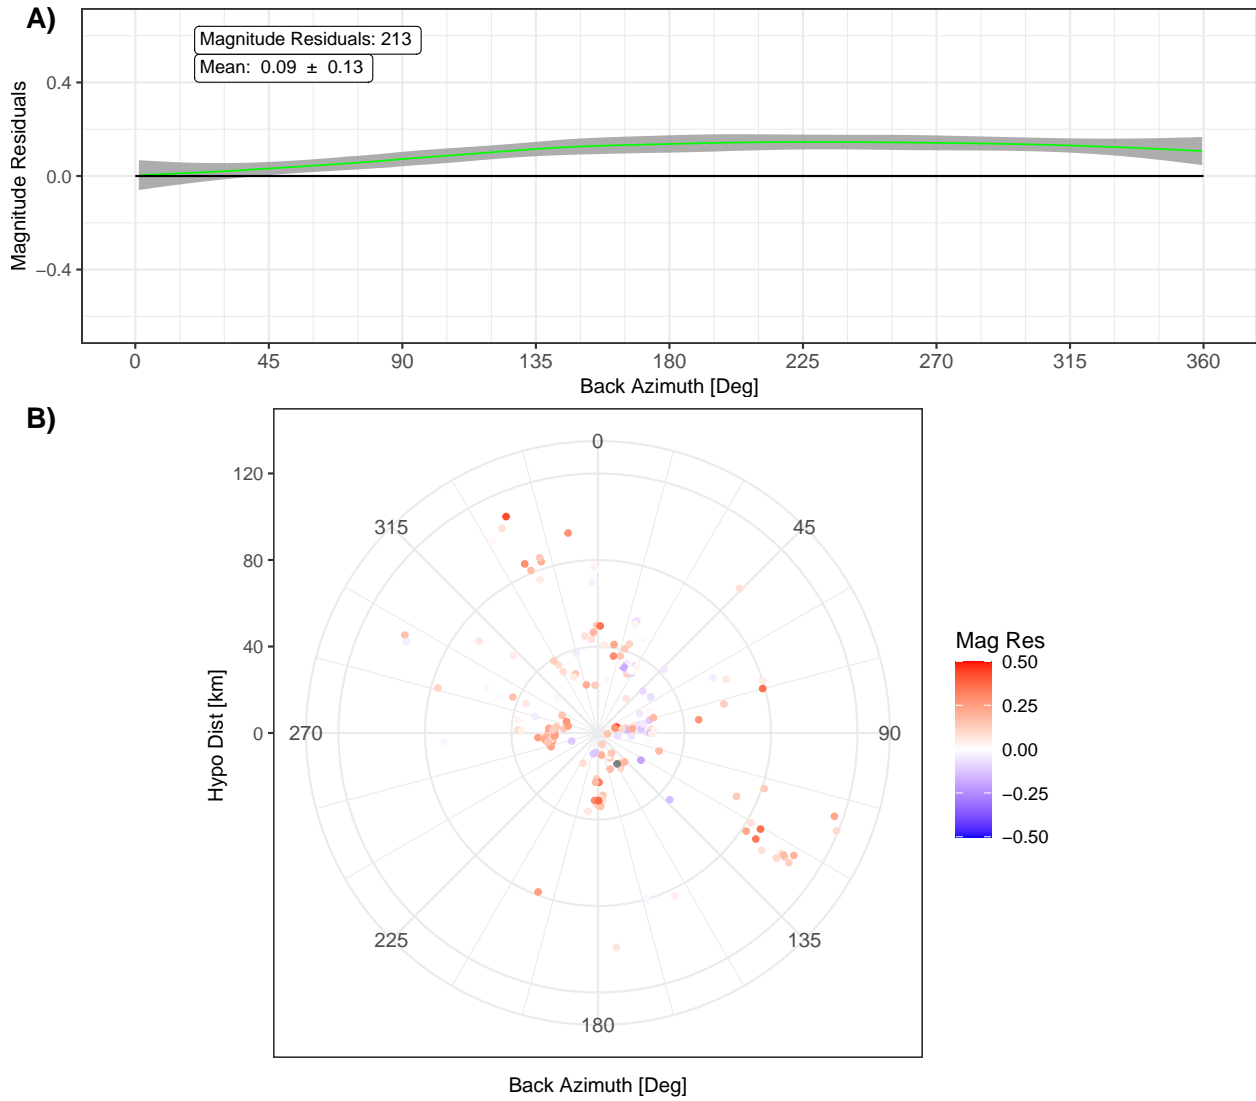 A)
Magnitude Residuals: 213
Mean:  0.09  ±  0.13
Magnitude Residuals
0.4
0.0
−0.4
0 45 90 135 180 225 270 315 360
Back Azimuth [Deg]
B)
Hypo Dist [km]
120
80
40
0
0
45
90
135
180
225
270
315
Back Azimuth [Deg]
Mag Res
0.50
0.25
0.00
−0.25
−0.50